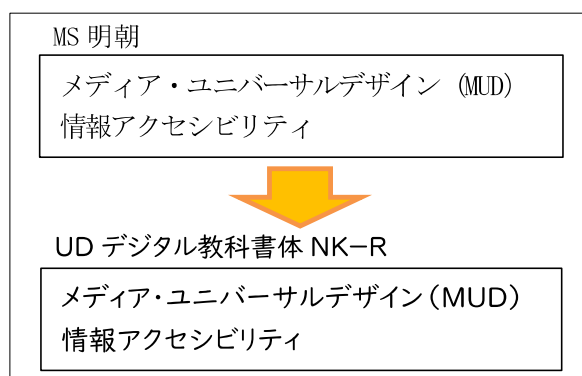 MS 明朝
メディア・ユニバーサルデザイン (MUD)
情報アクセシビリティ
UD デジタル教科書体 NK-R
メディア・ユニバーサルデザイン(MUD)
情報アクセシビリティ